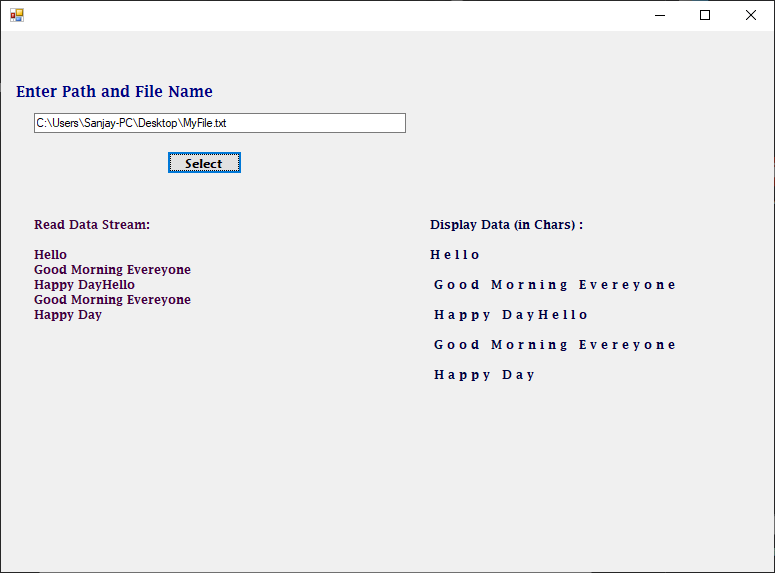 Enter Path and File Name
C:\Users\Sanjay-PC\Desktop\MyFile.txt
Select
Read Data Stream:
Hello
Good Morning Evereyone
Happy DayHello
Good Morning Evereyone
Happy Day
Display Data (in Chars) :
H e l l o
G o o d   M o r n i n g   E v e r e y o n e
H a p p y   D a y H e l l o
G o o d   M o r n i n g   E v e r e y o n e
H a p p y   D a y